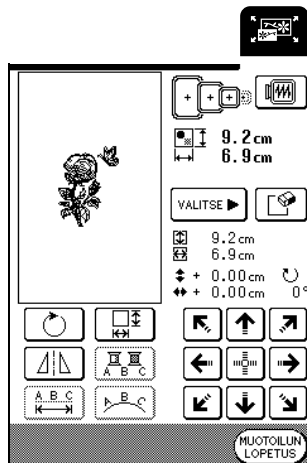 9.2cm
6.9cm
VALITSE
9.2cm
6.9cm
+ 0.00cm
+ 0.00cm 0°
A B C
A B C
A B C
MUOTOILUN
LOPETUS